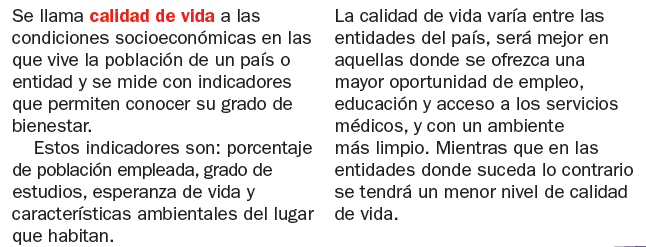 Se llama calidad de vida a las
condiciones socioeconómicas en las
que vive la población de un país o
entidad y se mide con indicadores
que permiten conocer su grado de
bienestar.
Estos indicadores son: porcentaje
de población empleada, grado de
estudios, esperanza de vida y
características ambientales del lugar
que habitan.
La calidad de vida varía entre las
entidades del país, será mejor en
aquellas donde se ofrezca una
mayor oportunidad de empleo,
educación y acceso a los servicios
médicos, y con un ambiente
más limpio. Mientras que en las
entidades donde suceda lo contrario
se tendrá un menor nivel de calidad
de vida.